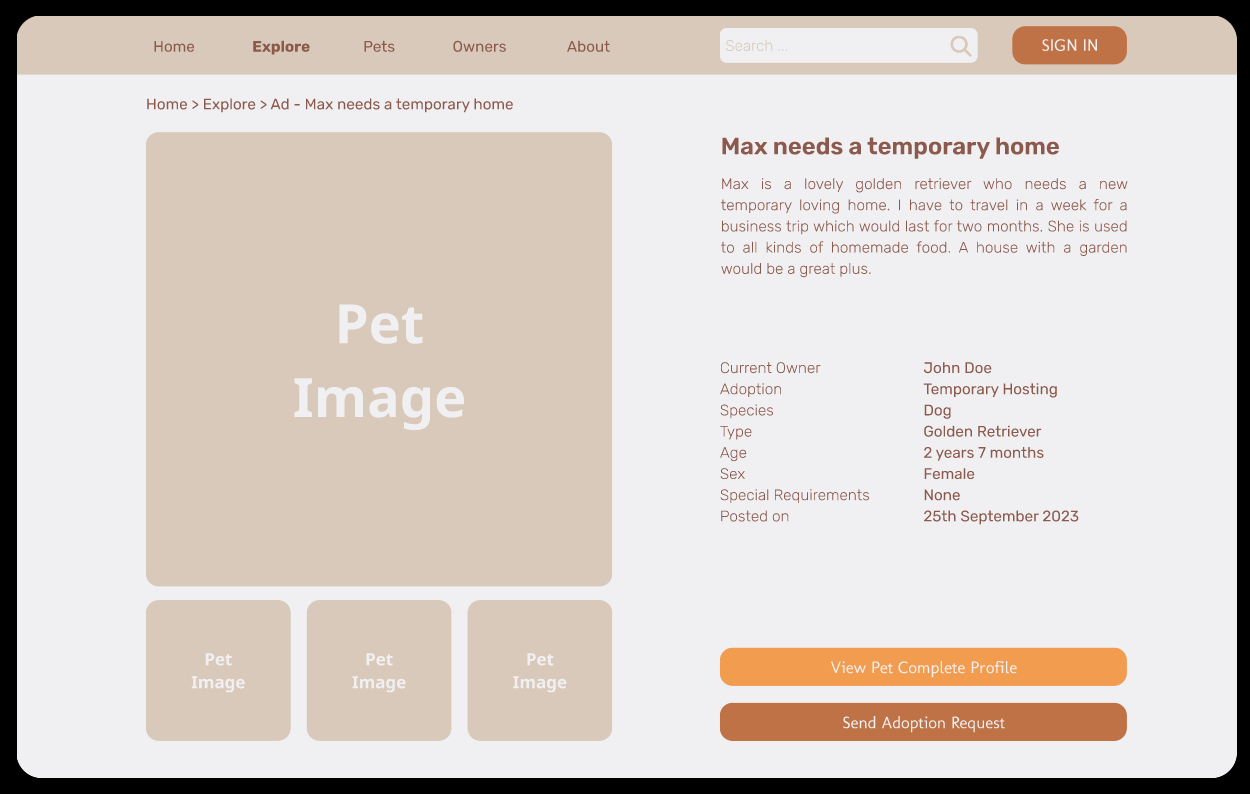 Home Explore Pets Owners About Search ... SIGN IN
Home > Explore > Ad - Max needs a temporary home
Pet
Image
Pet
Image
Pet
Image
Pet
Image
Max needs a temporary home
Max is a lovely golden retriever who needs a new
temporary loving home. I have to travel in a week for a
business trip which would last for two months. She is used
to all kinds of homemade food. A house with a garden
would be a great plus.
Current Owner John Doe
Adoption Temporary Hosting
Species Dog
Type Golden Retriever
Age 2 years 7 months
Sex Female
Special Requirements None
Posted on 25th September 2023
View Pet Complete Profile
Send Adoption Request